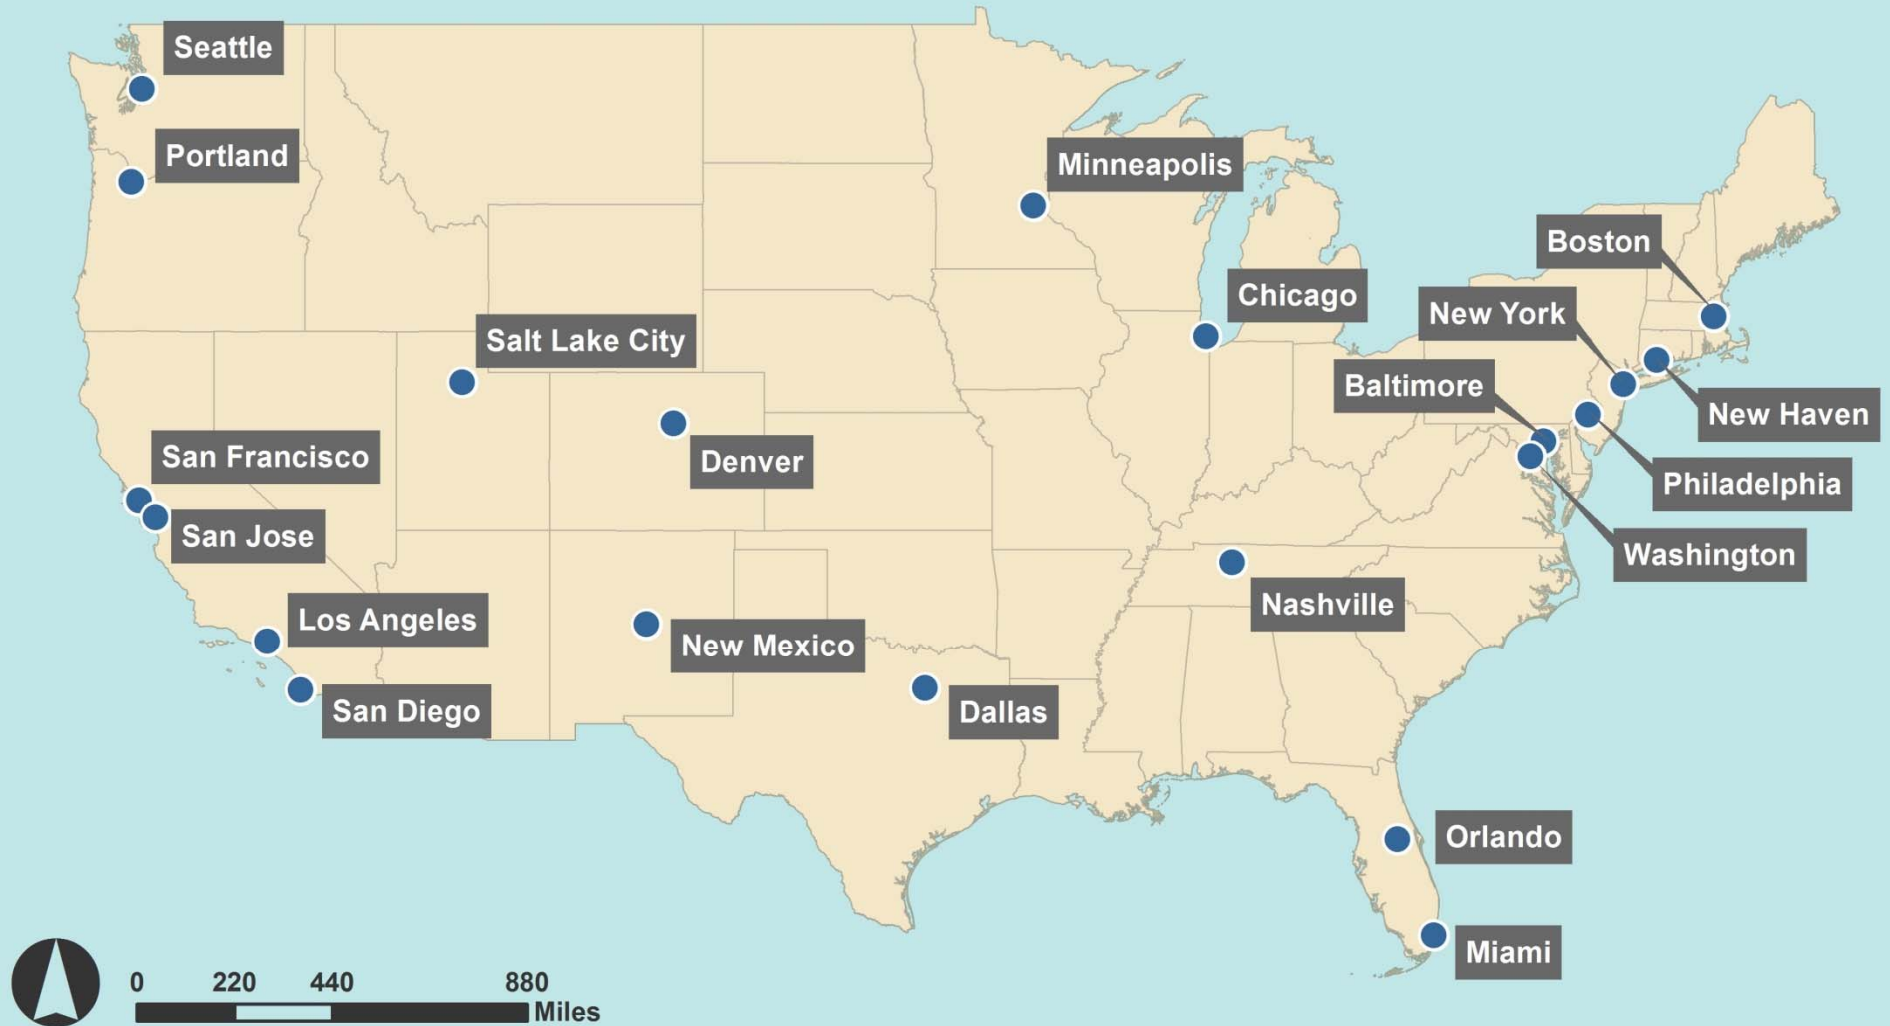 Seattle
Portland
Minneapolis
Boston
Chicago
New York
Salt Lake City
Baltimore
New Haven
San Francisco
Denver
Philadelphia
San Jose
Washington
Los Angeles
Nashville
New Mexico
San Diego
Dallas
Orlando
Miami
0 220 440 880
Miles